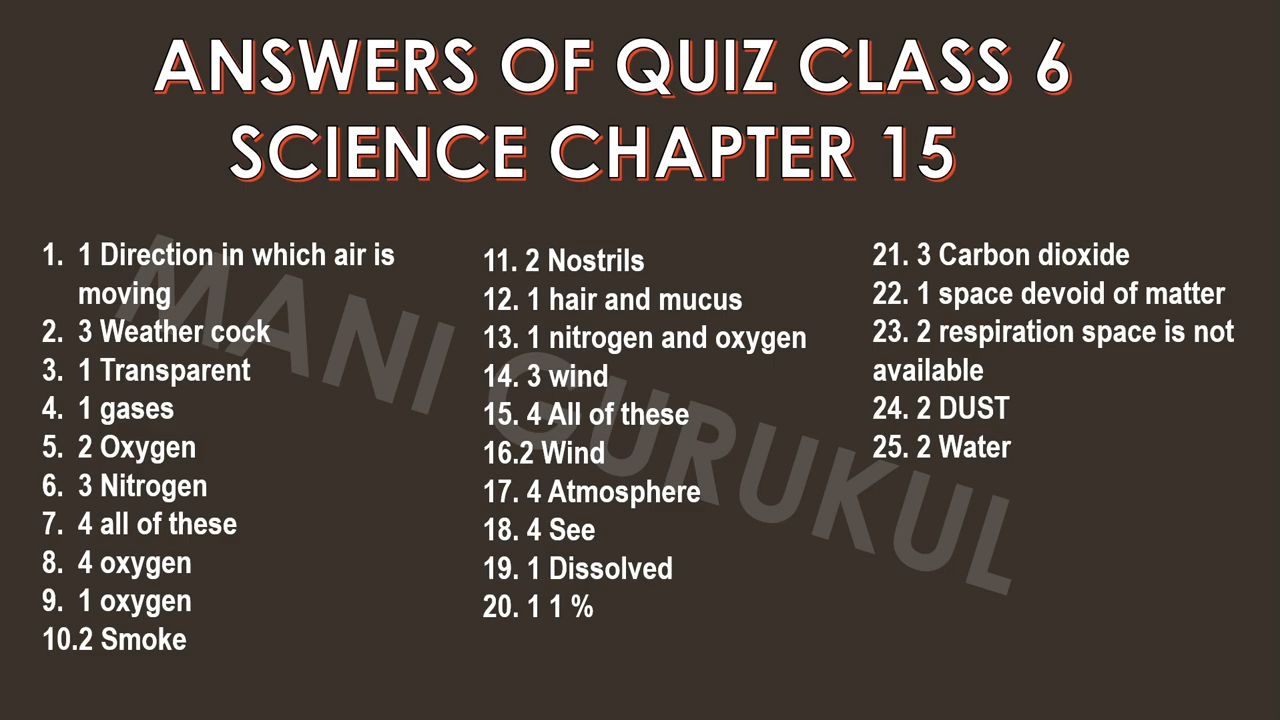 ANSWERS OF QUIZ CLASS 6
SCIENCE CHAPTER 15
1. 1 Direction in which air is
moving
2. 3 Weather cock
3. 1 Transparent
4. 1 gases
5. 2 Oxygen
6. 3 Nitrogen
7. 4 all of these
8. 4 oxygen
9. 1 oxygen
10.2 Smoke
11. 2 Nostrils
12. 1 hair and mucus
13. 1 nitrogen and oxygen
14. 3 wind
15. 4 All of these
16.2 Wind
17. 4 Atmosphere
18. 4 See
19. 1 Dissolved
20. 1 1 %
21. 3 Carbon dioxide
22. 1 space devoid of matter
23. 2 respiration space is not
available
24. 2 DUST
25. 2 Water
MANI GURUKUL